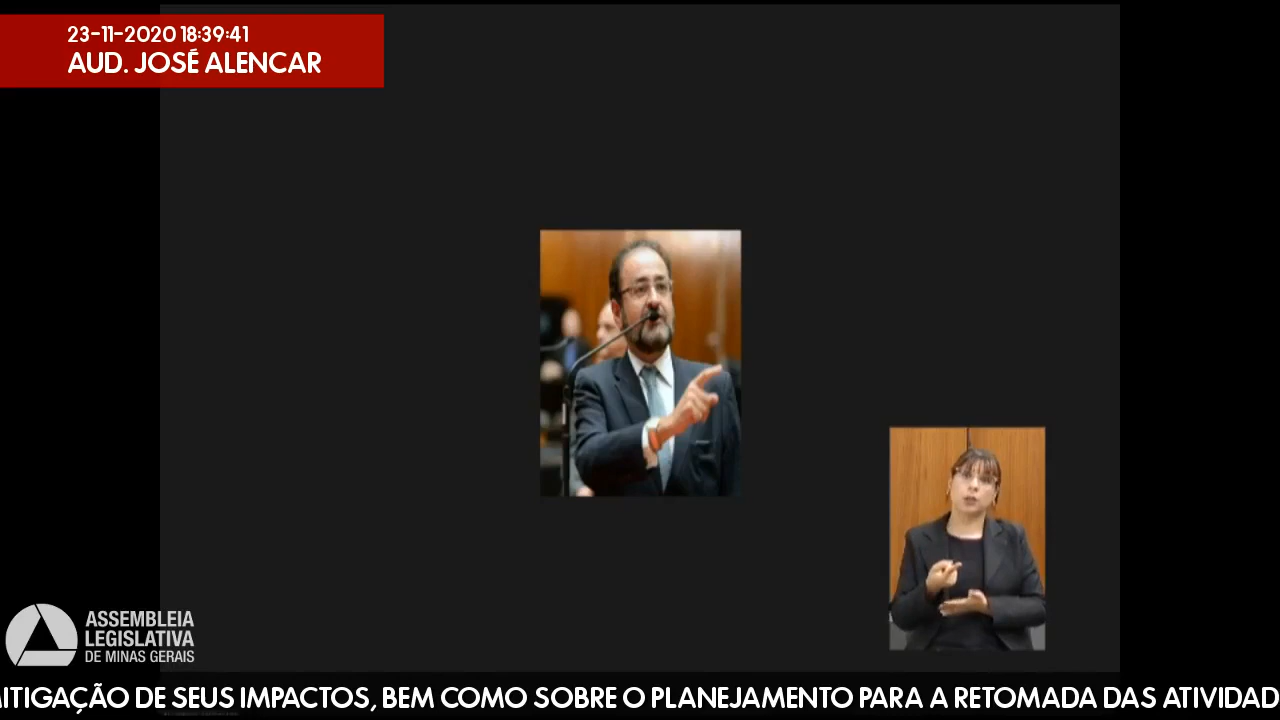 23-11-2020 18:39:41
AUD. JOSÉ ALENCAR
ASSEMBLEIA
LEGISLATIVA
DE MINAS GERAIS
MITIGAÇÃO DE SEUS IMPACTOS, BEM COMO SOBRE O PLANEJAMENTO PARA A RETOMADA DAS ATIVIDAD